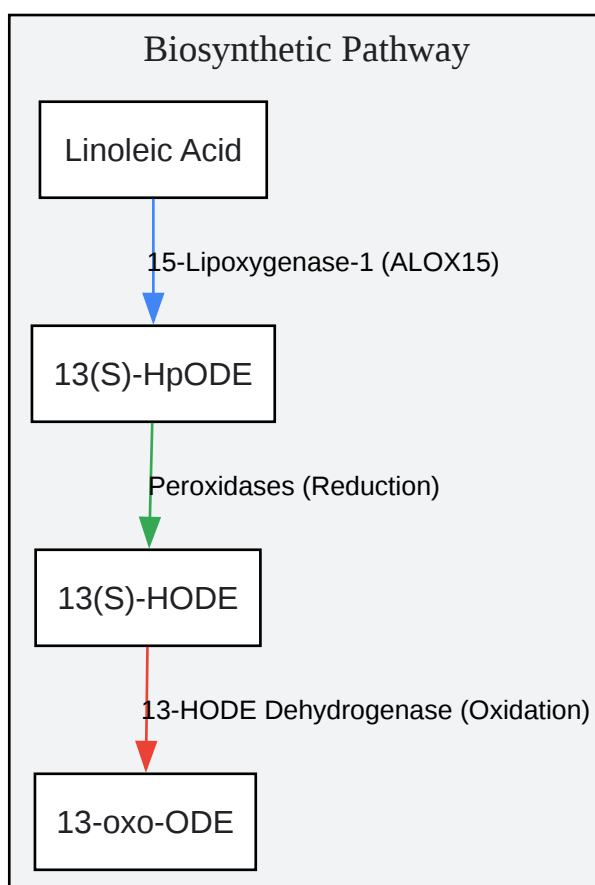 Biosynthetic Pathway
Linoleic Acid
15-Lipoxygenase-1 (ALOX15)
13(S)-HpODE
Peroxidases (Reduction)
13(S)-HODE
13-HODE Dehydrogenase (Oxidation)
13-oxo-ODE